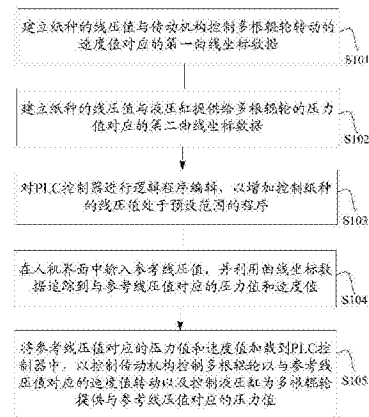 建立纸种的线压值与传动机构控制多根辊轮转动的
速度值对应的第一曲线坐标数据
S101
建立纸种的线压值与液压缸提供给多根辊轮的压力
值对应的第二曲线坐标数据
S102
对PLC控制器进行逻辑程序编辑，以增加控制纸种
的线压值处于预设范围的程序
S103
在人机界面中输入参考线压值，并利用曲线坐标数
据追踪到与参考线压值对应的压力值和速度值
S104
将参考线压值对应的压力值和速度值加载到PLC控
制器中，以控制传动机构控制多根辊轮以与参考线
压值对应的速度值转动以及控制液压缸为多根辊轮
提供与参考线压值对应的压力值
S105